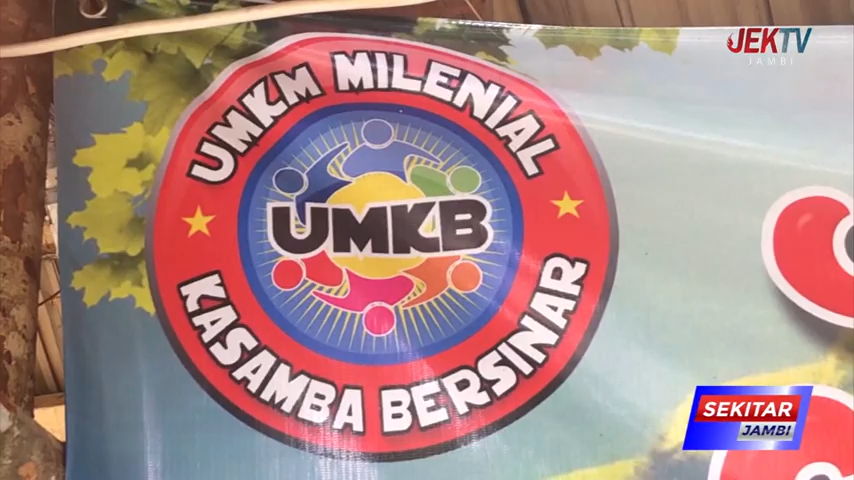 JEKTV
JAMBI
UMKM MILENIAL
UMKB
KASAMBA BERSINAR
SEKITAR
JAMBI